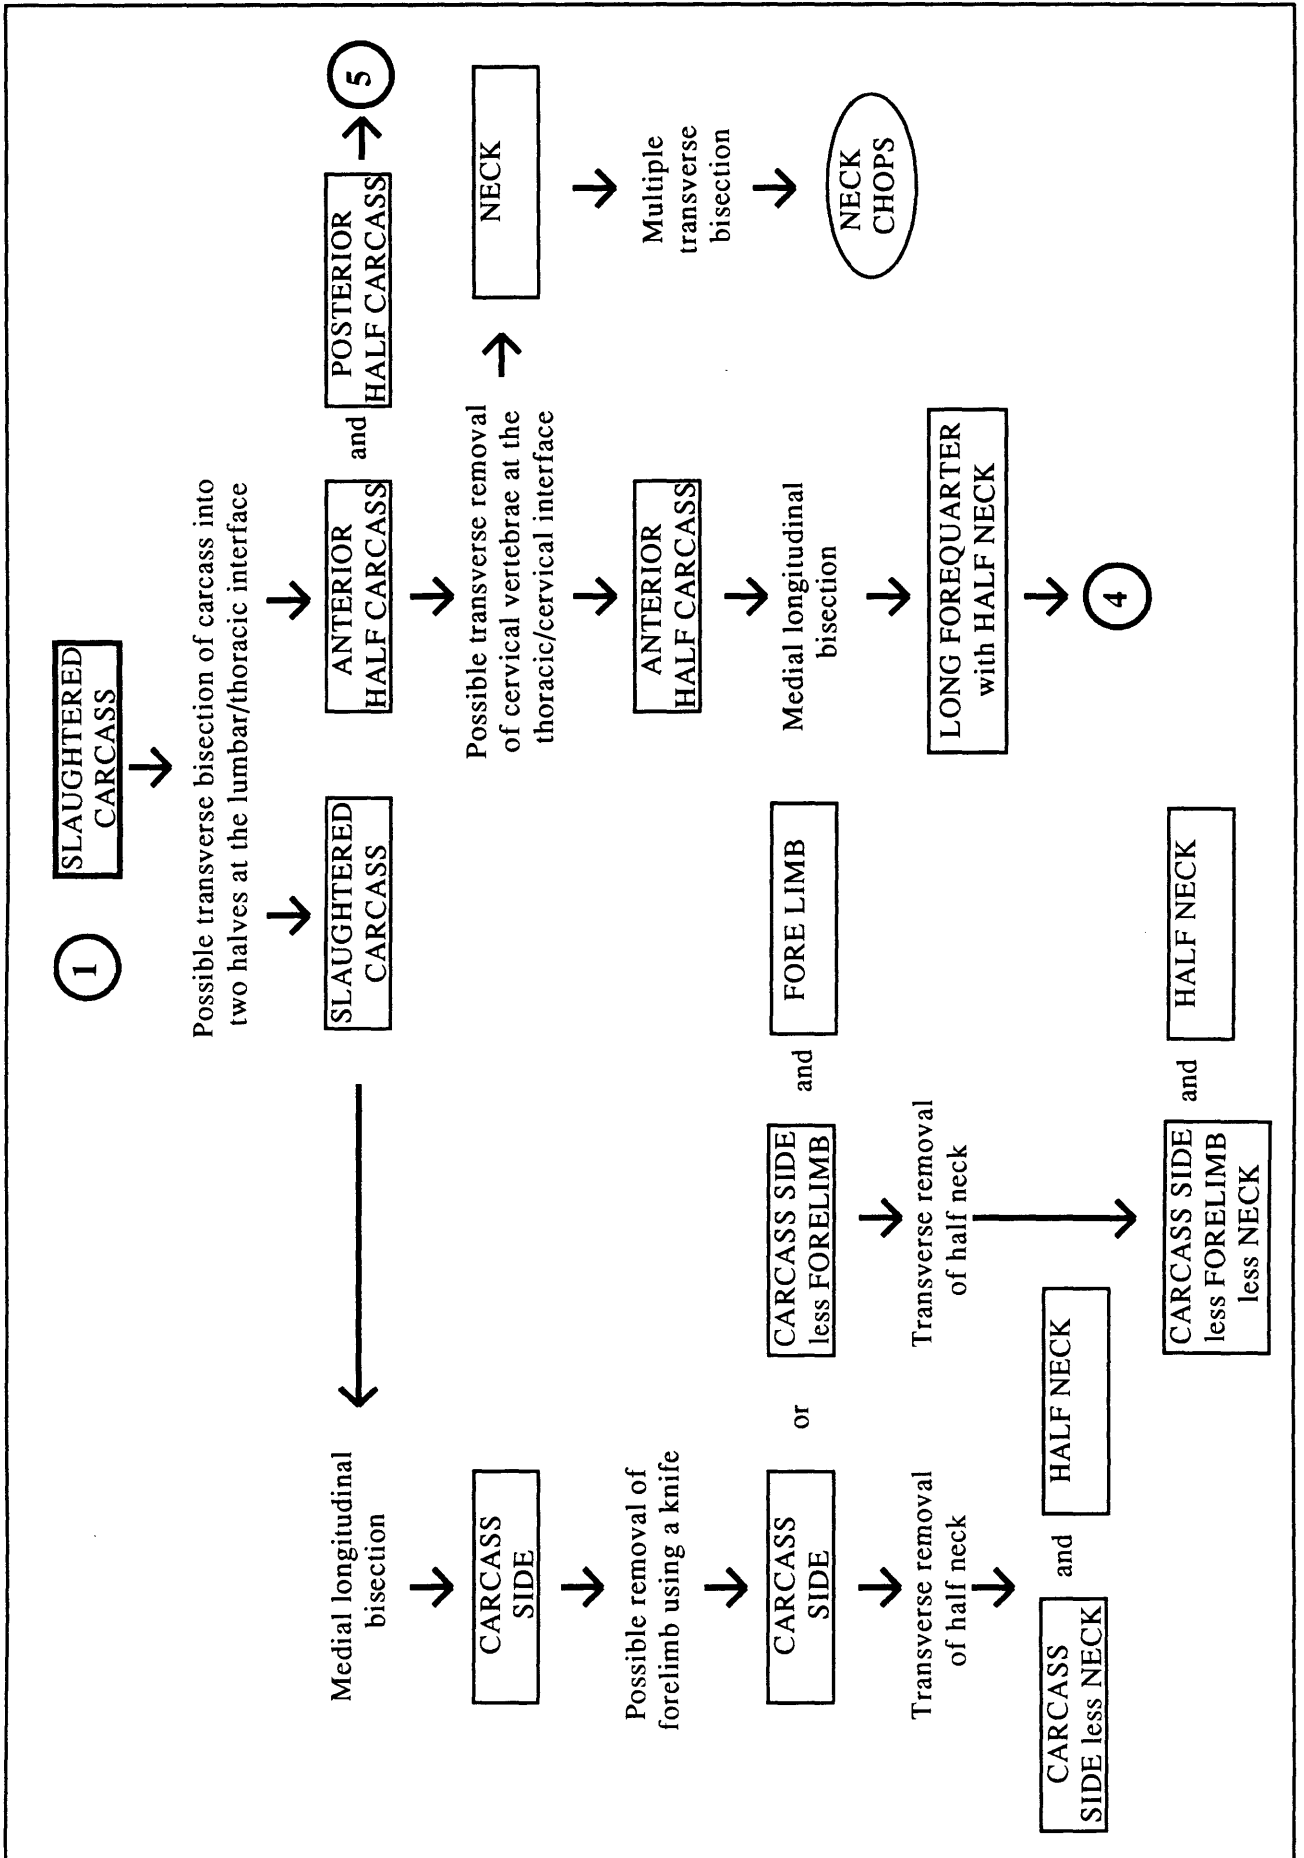 1
SLAUGHTERED
CARCASS
Possible transverse bisection of carcass into
two halves at the lumbar/thoracic interface
SLAUGHTERED
CARCASS
ANTERIOR
HALF CARCASS
and
POSTERIOR
HALF CARCASS
5
Medial longitudinal
bisection
Possible transverse removal
of cervical vertebrae at the
thoracic/cervical interface
NECK
CARCASS
SIDE
ANTERIOR
HALF CARCASS
Multiple
transverse
bisection
Possible removal of
forelimb using a knife
Medial longitudinal
bisection
NECK
CHOPS
CARCASS
SIDE
or
CARCASS SIDE
less FORELIMB
and
FORE LIMB
LONG FOREQUARTER
with HALF NECK
Transverse removal
of half neck
Transverse removal
of half neck
4
CARCASS
SIDE less NECK
and
HALF NECK
CARCASS SIDE
less FORELIMB
less NECK
and
HALF NECK